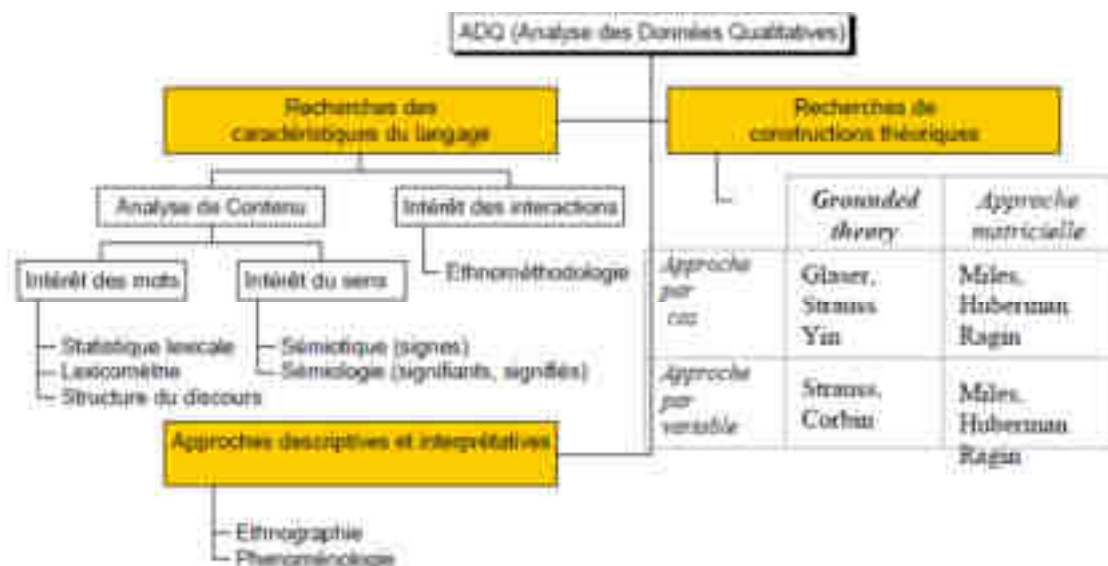 ADQ (Analyse des Données Qualitatives)
Recherches des
caractéristiques du langage
Recherches de
constructions théoriques
Analyse de Contenu
Intérêt des interactions
Ethnométhodologie
Intérêt des mots
Intérêt du sens
Statistique lexicale
Lexicométrie
Structure du discours
Sémiotique (signes)
Sémiologie (signifiants, signifiés)
Grounded
theory
Approche
matricielle
Approche
par
cas
Glaser,
Strauss
Yin
Miles,
Huberman
Ragin
Approche
par
variable
Strauss,
Corbin
Miles,
Huberman
Ragin
Approches descriptives et interprétatives
Ethnographie
Phenoménologie